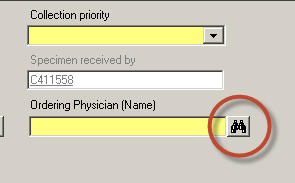 Collection priority
Specimen received by
C411558
Ordering Physician (Name)